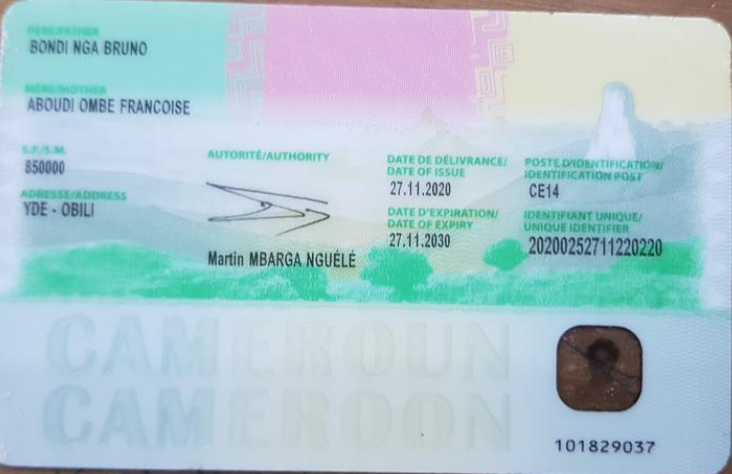 PERE/FATHER
BONDI NGA BRUNO
MERE/MOTHER
ABOUDI OMBE FRANCOISE
S.P./S.M.
850000
ADRESSE/ADDRESS
YDE - OBILI
AUTORITÉ/AUTHORITY
Martin MBARGA NGUÉLÉ
DATE DE DÉLIVRANCE/
DATE OF ISSUE
27.11.2020
DATE D'EXPIRATION/
DATE OF EXPIRY
27.11.2030
POSTE D'IDENTIFICATION/
IDENTIFICATION POST
CE14
IDENTIFIANT UNIQUE/
UNIQUE IDENTIFIER
20200252711220220
CAMEROUN
CAMEROON
101829037